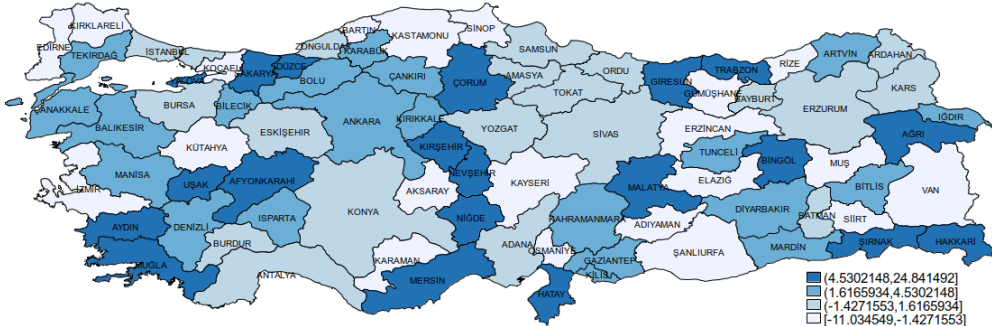 KIRKLARELİ
EDİRNE
TEKİRDAĞ
İSTANBUL
KOCAELİ
YALOVA
SAKARYA
DÜZCE
ZONGULDAK
BARTIN
KARABÜK
KASTAMONU
SİNOP
BOLU
ÇANKIRI
ÇORUM
SAMSUN
AMASYA
ORDU
TOKAT
GİRESUN
TRABZON
GÜMÜŞHANE
RİZE
ARTVİN
ARDAHAN
BAYBURT
KARS
ERZURUM
IĞDIR
AĞRI
ÇANAKKALE
BALIKESİR
BURSA
BİLECİK
ESKİŞEHİR
ANKARA
KIRIKKALE
YOZGAT
SİVAS
ERZİNCAN
TUNCELİ
BİNGÖL
MUŞ
KÜTAHYA
KIRŞEHİR
NEVŞEHİR
KAYSERİ
MALATYA
ELAZIĞ
BİTLİS
VAN
MANİSA
İZMİR
UŞAK
AFYONKARAHİ
AKSARAY
NİĞDE
KONYA
ISPARTA
AYDIN
DENİZLİ
BURDUR
MUĞLA
ANTALYA
KARAMAN
MERSİN
ADANA
OSMANİYE
KAHRAMANMARA
GAZİANTEP
KİLİS
HATAY
ADIYAMAN
ŞANLIURFA
DİYARBAKIR
BATMAN
SİİRT
MARDİN
ŞIRNAK
HAKKARİ
(4.5302148,24.841492]
(1.6165934,4.5302148]
(-1.4271553,1.6165934]
[-11.034549,-1.4271553]